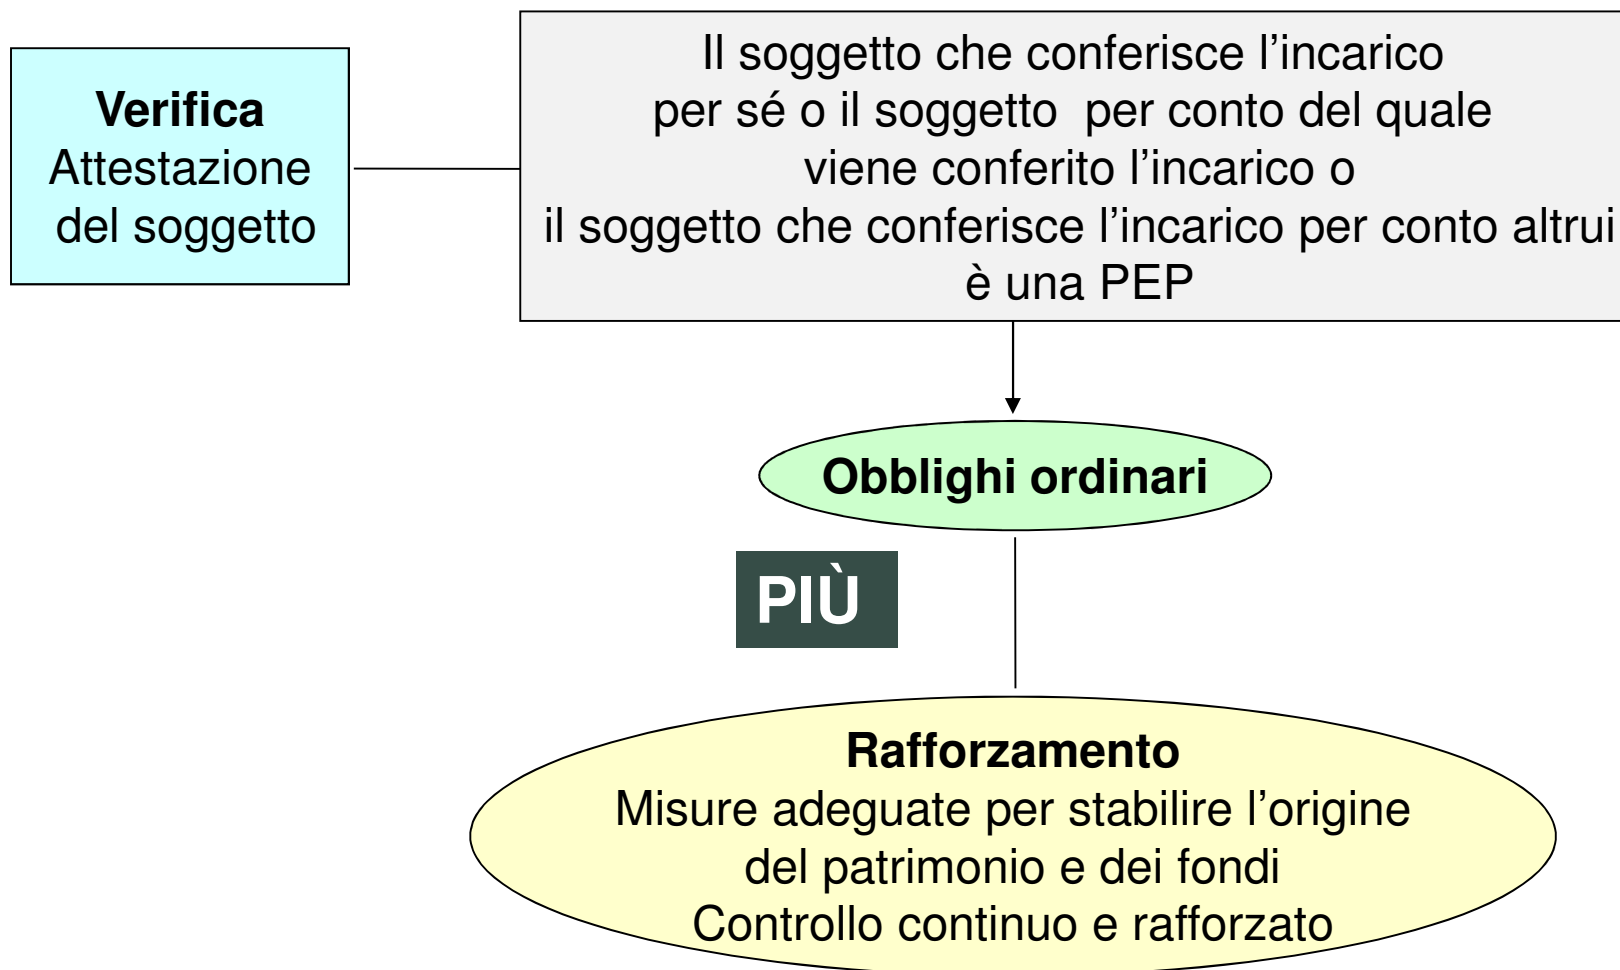 Verifica
Attestazione
del soggetto
Il soggetto che conferisce l’incarico
per sé o il soggetto per conto del quale
viene conferito l’incarico o
il soggetto che conferisce l’incarico per conto altrui
è una PEP
Obblighi ordinari
PIÙ
Rafforzamento
Misure adeguate per stabilire l’origine
del patrimonio e dei fondi
Controllo continuo e rafforzato